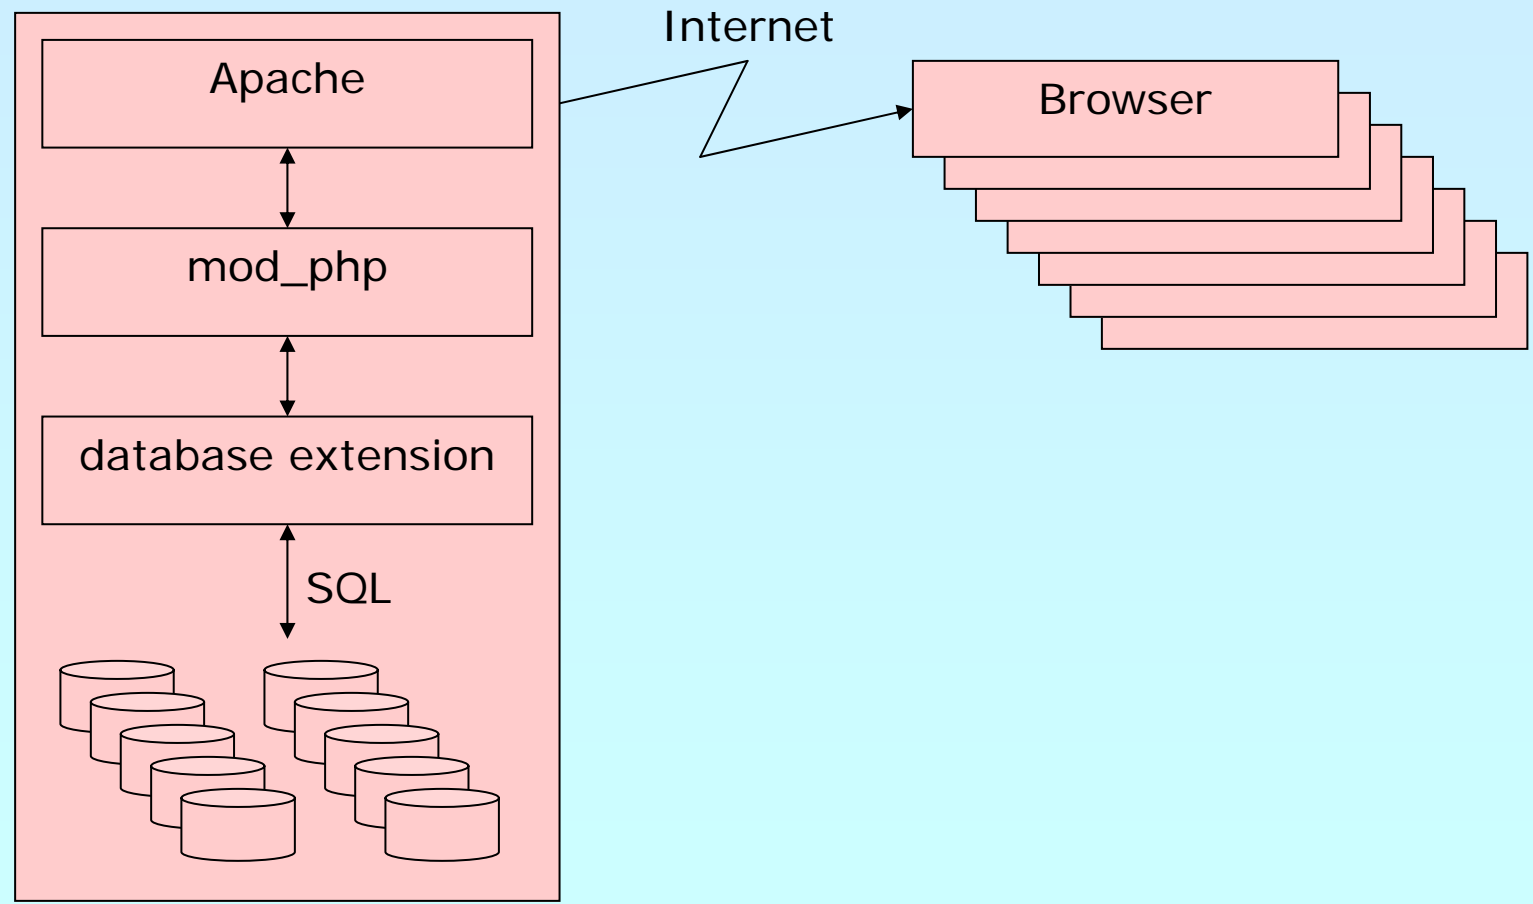 Internet
Apache
Browser
mod_php
database extension
SQL